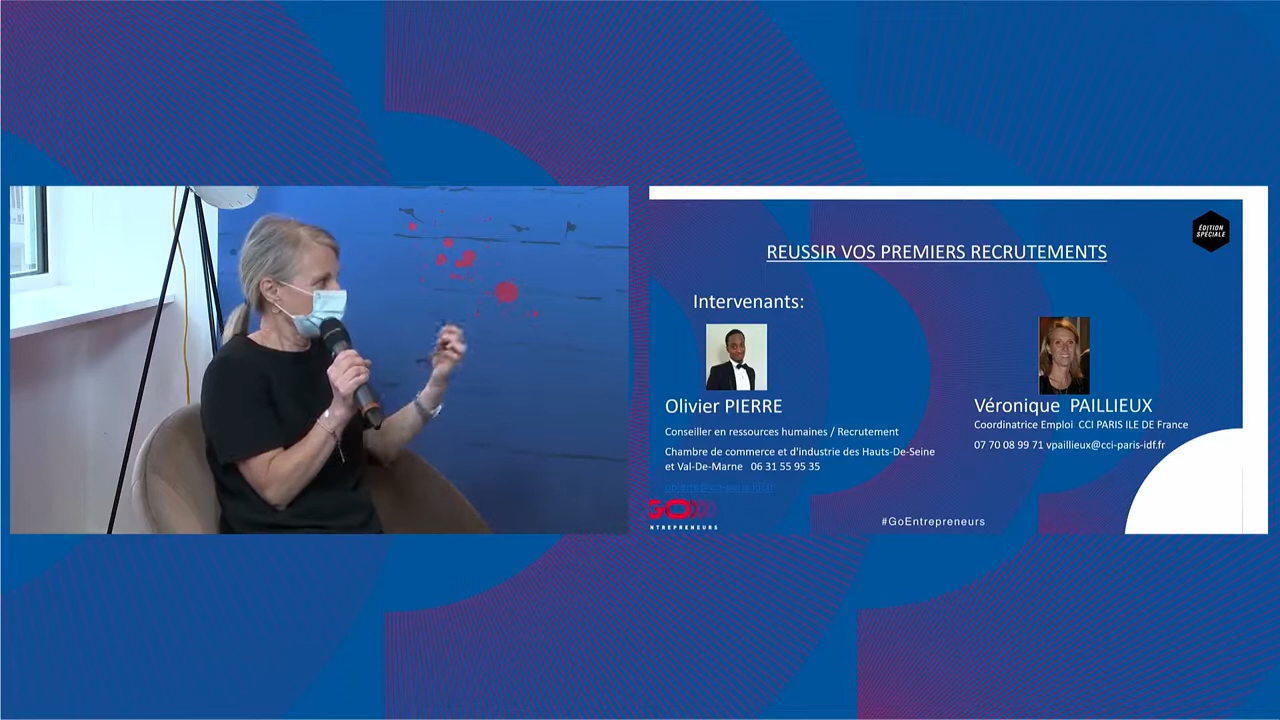 ÉDITION
SPÉCIALE
REUSSIR VOS PREMIERS RECRUTEMENTS
Intervenants:
Olivier PIERRE
Conseiller en ressources humaines / Recrutement
Chambre de commerce et d'industrie des Hauts-De-Seine
et Val-De-Marne 06 31 55 95 35
Véronique PAILLIEUX
Coordinatrice Emploi CCI PARIS ILE DE France
07 70 08 99 71 vpaillieux@cci-paris-idf.fr
GO
NTREPRENEURS
#GoEntrepreneurs